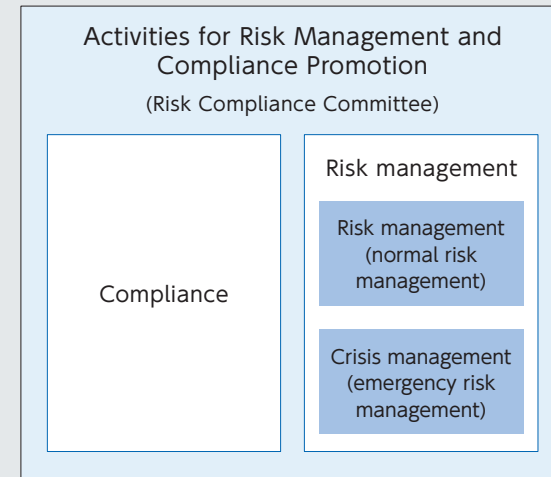 Activities for Risk Management and
Compliance Promotion
(Risk Compliance Committee)
Compliance
Risk management
Risk management
(normal risk
management)
Crisis management
(emergency risk
management)